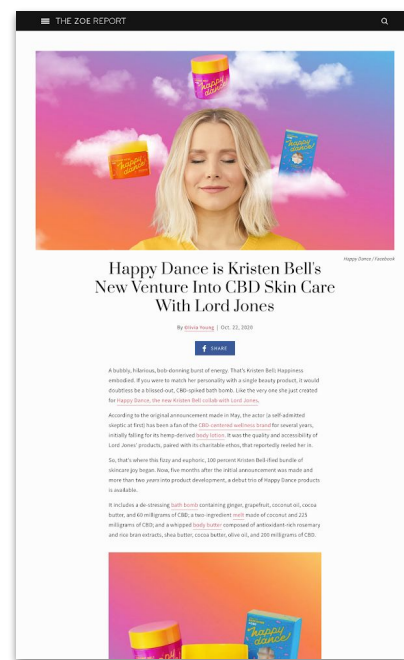 THE ZOE REPORT
happy
dance!
happy
dance!
happy
dance!
Happy Dance / Facebook
Happy Dance is Kristen Bell's
New Venture Into CBD Skin Care
With Lord Jones
By Olivia Young | Oct. 22, 2020
SHARE
A bubbly, hilarious, bob-donning burst of energy. That's Kristen Bell: Happiness
embodied. If you were to match her personality with a single beauty product, it would
doubtless be a blissed-out, CBD-spiked bath bomb. Like the very one she just created
for Happy Dance, the new Kristen Bell collab with Lord Jones.
According to the original announcement made in May, the actor (a self-admitted
skeptic at first) has been a fan of the CBD-centered wellness brand for several years,
initially falling for its hemp-derived body lotion. It was the quality and accessibility of
Lord Jones' products, paired with its charitable ethos, that reportedly reeled her in.
So, that's where this fizzy and euphoric, 100 percent Kristen Bell-ified bundle of
skincare joy began. Now, five months after the initial announcement was made and
more than two years into product development, a debut trio of Happy Dance products
is available.
It includes a de-stressing bath bomb containing ginger, grapefruit, coconut oil, cocoa
butter, and 60 milligrams of CBD; a two-ingredient melt made of coconut and 225
milligrams of CBD; and a whipped body butter composed of antioxidant-rich rosemary
and rice bran extracts, shea butter, cocoa butter, olive oil, and 200 milligrams of CBD.
happy
dance!
happy
dance!